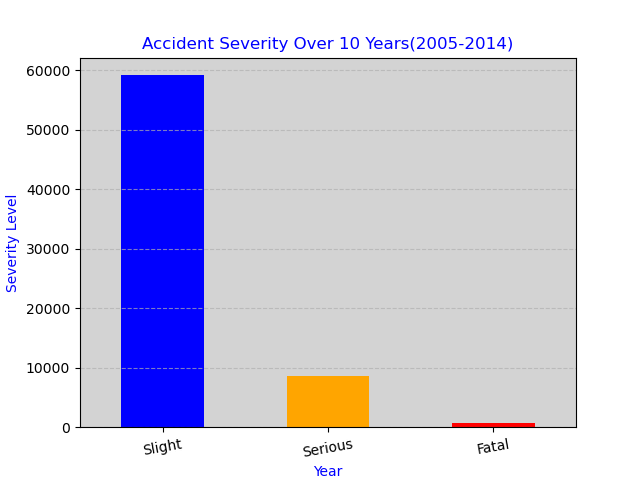 Accident Severity Over 10 Years(2005-2014)
Severity Level
60000
50000
40000
30000
20000
10000
0
Slight
Serious
Fatal
Year